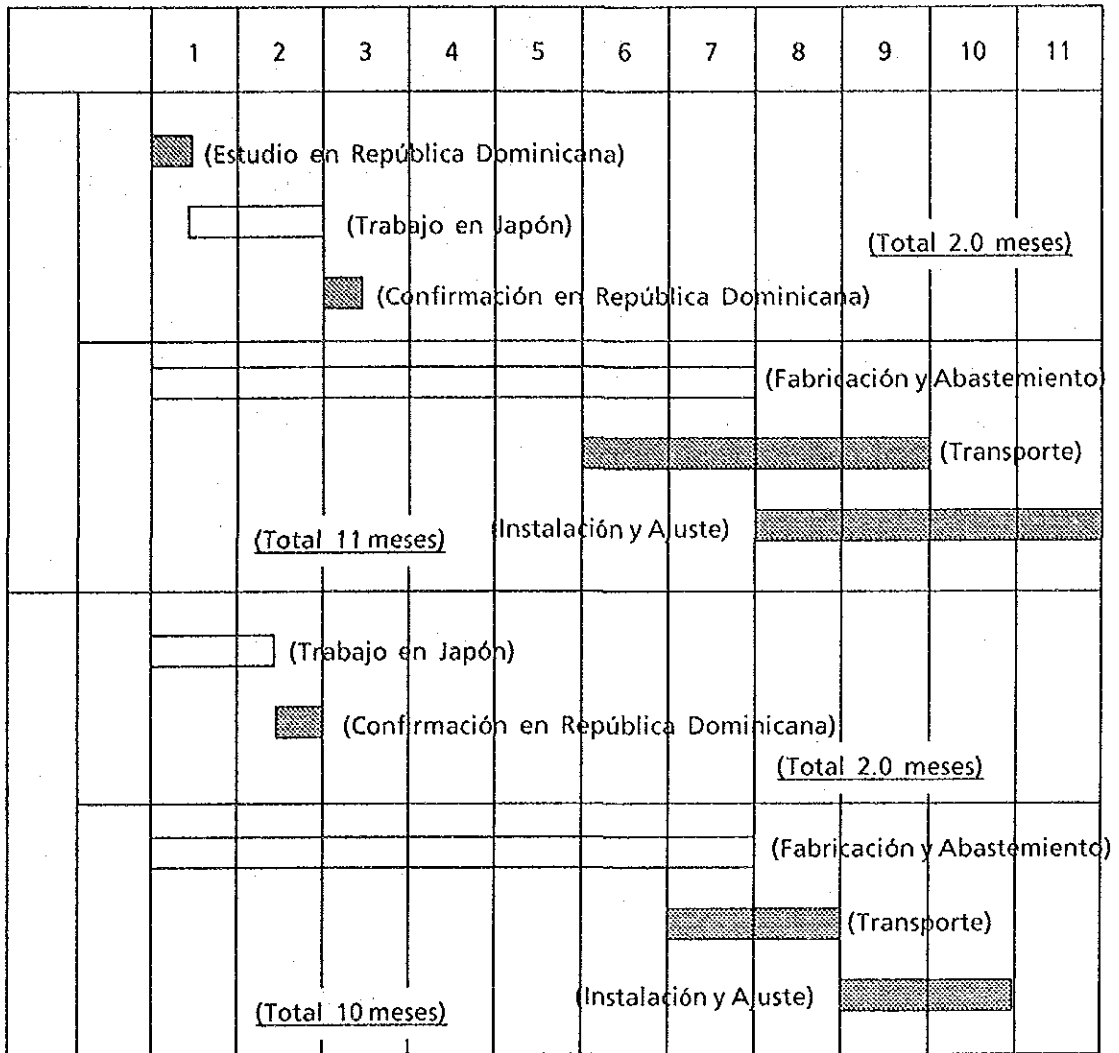 1 2 3 4 5 6 7 8 9 10 11
(Estudio en República Dominicana)
(Trabajo en Japón)
(Total 2.0 meses)
(Confirmación en República Dominicana)
(Fabricación y Abastemiento)
(Transporte)
(Instalación y Ajuste)
(Total 11 meses)
(Trabajo en Japón)
(Confirmación en República Dominicana)
(Total 2.0 meses)
(Fabricación y Abastemiento)
(Transporte)
(Instalación y Ajuste)
(Total 10 meses)